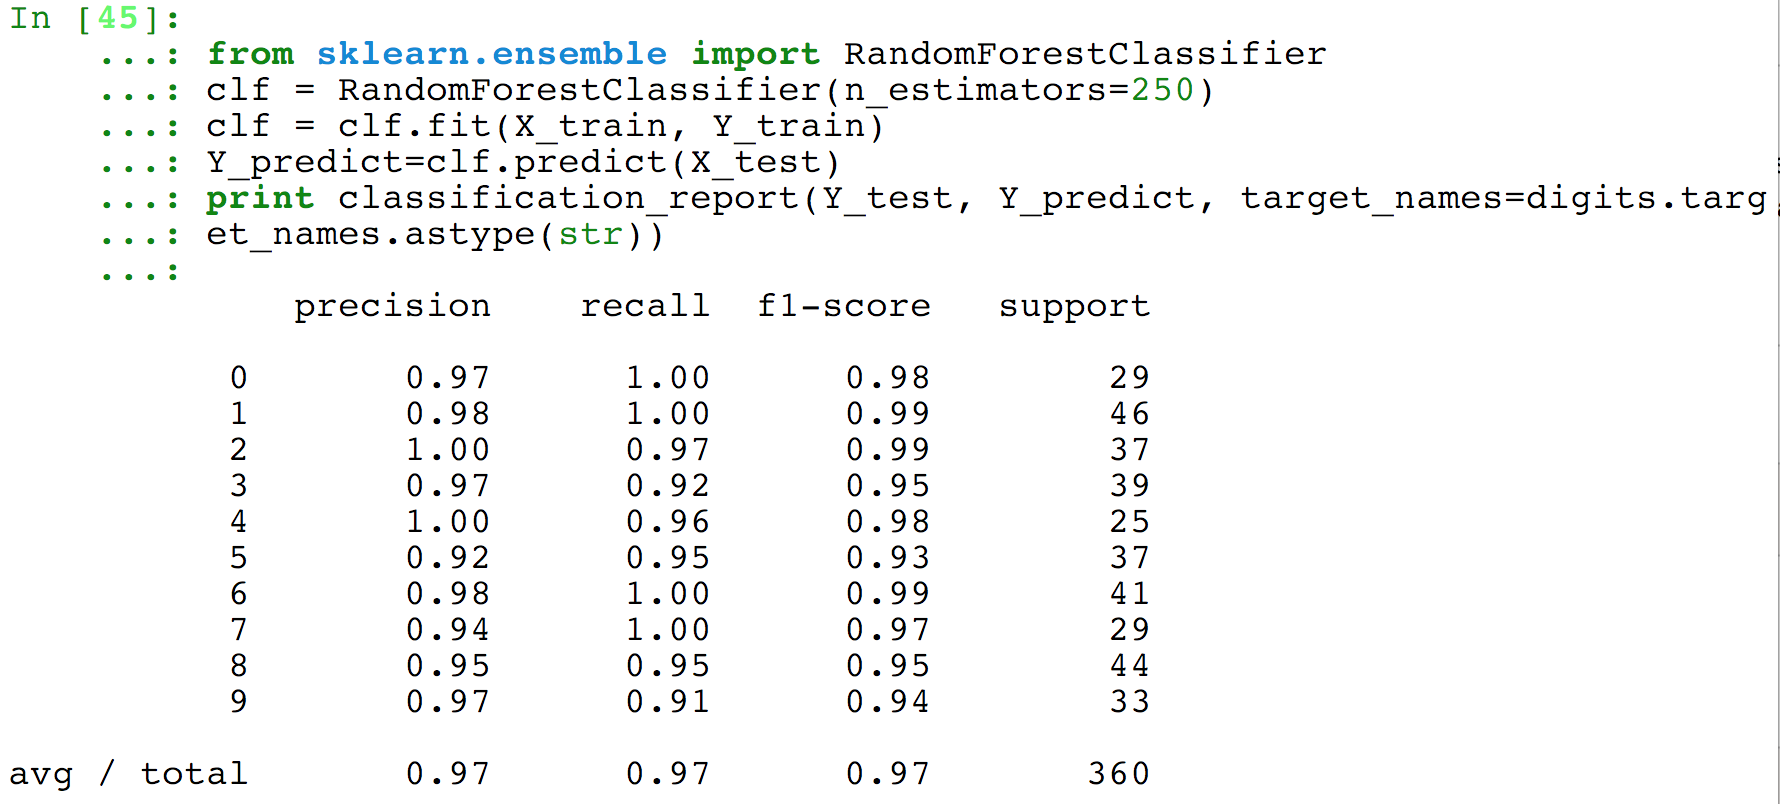 In [45]:
...: from sklearn.ensemble import RandomForestClassifier
...: clf = RandomForestClassifier(n_estimators=250)
...: clf = clf.fit(X_train, Y_train)
...: Y_predict=clf.predict(X_test)
...: print classification_report(Y_test, Y_predict, target_names=digits.targ
...: et_names.astype(str))
...:
precision recall f1-score support
0 0.97 1.00 0.98 29
1 0.98 1.00 0.99 46
2 1.00 0.97 0.99 37
3 0.97 0.92 0.95 39
4 1.00 0.96 0.98 25
5 0.92 0.95 0.93 37
6 0.98 1.00 0.99 41
7 0.94 1.00 0.97 29
8 0.95 0.95 0.95 44
9 0.97 0.91 0.94 33
avg / total 0.97 0.97 0.97 360